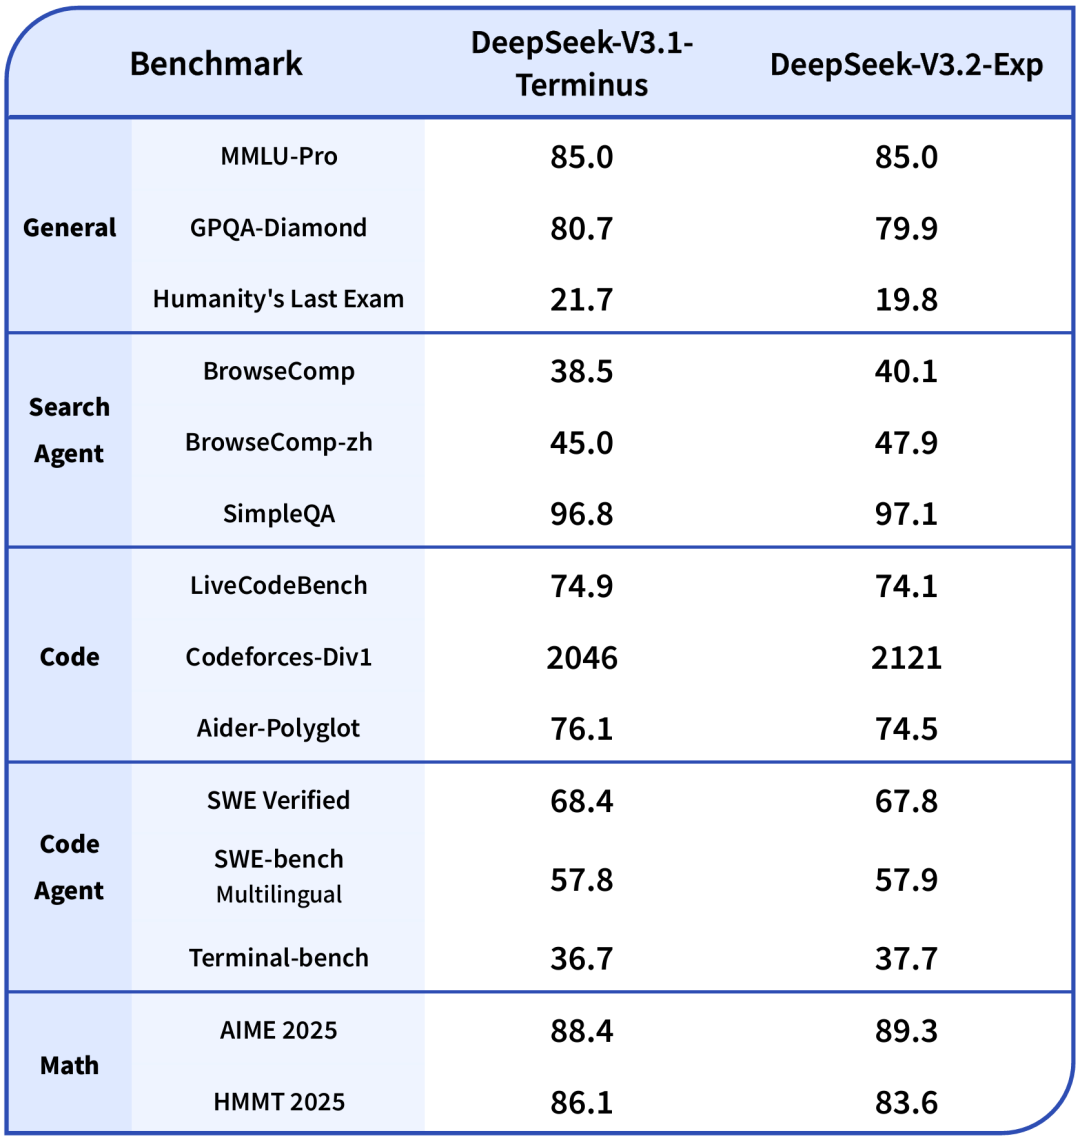 Benchmark DeepSeek-V3.1-
Terminus DeepSeek-V3.2-Exp
General
MMLU-Pro 85.0 85.0
GPQA-Diamond 80.7 79.9
Humanity's Last Exam 21.7 19.8
Search
Agent
BrowseComp 38.5 40.1
BrowseComp-zh 45.0 47.9
SimpleQA 96.8 97.1
Code
LiveCodeBench 74.9 74.1
Codeforces-Div1 2046 2121
Aider-Polyglot 76.1 74.5
Code
Agent
SWE Verified 68.4 67.8
SWE-bench
Multilingual 57.8 57.9
Terminal-bench 36.7 37.7
Math
AIME 2025 88.4 89.3
HMMT 2025 86.1 83.6